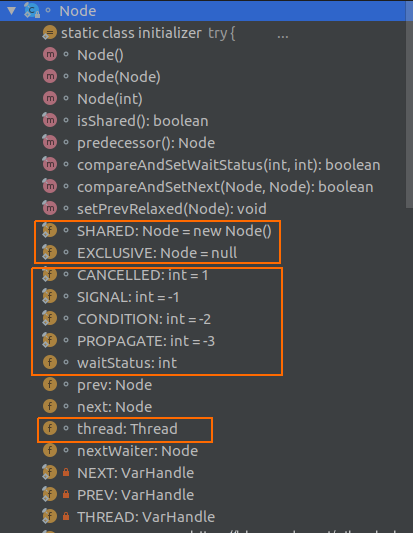 Node
static class initializer try { ...
Node()
Node(Node)
Node(int)
isShared(): boolean
predecessor(): Node
compareAndSetWaitStatus(int, int): boolean
compareAndSetNext(Node, Node): boolean
setPrevRelaxed(Node): void
SHARED: Node = new Node()
EXCLUSIVE: Node = null
CANCELLED: int = 1
SIGNAL: int = -1
CONDITION: int = -2
PROPAGATE: int = -3
waitStatus: int
prev: Node
next: Node
thread: Thread
nextWaiter: Node
NEXT: VarHandle
PREV: VarHandle
THREAD: VarHandle